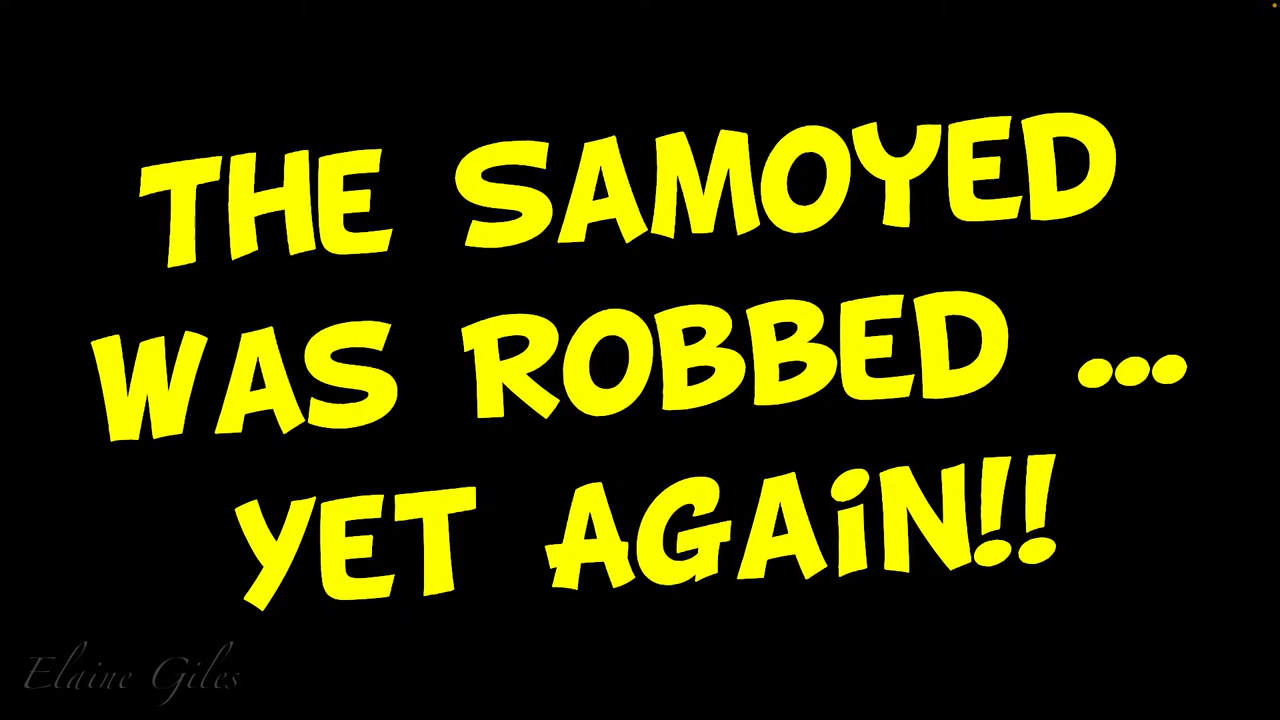 THE SAMOYED
WAS ROBBED ...
YET AGAiN!!
Elaine Giles